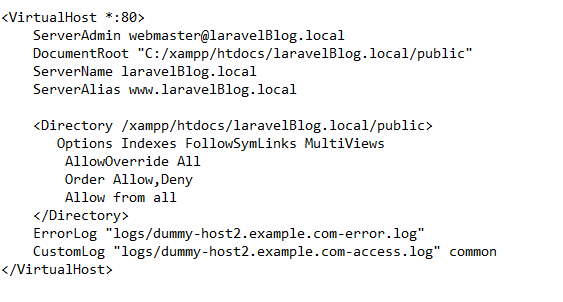 <VirtualHost *:80>
    ServerAdmin webmaster@laravelBlog.local
    DocumentRoot "C:/xampp/htdocs/laravelBlog.local/public"
    ServerName laravelBlog.local
    ServerAlias www.laravelBlog.local

    <Directory /xampp/htdocs/laravelBlog.local/public>
       Options Indexes FollowSymLinks MultiViews
        AllowOverride All
        Order Allow,Deny
        Allow from all
    </Directory>
    ErrorLog "logs/dummy-host2.example.com-error.log"
    CustomLog "logs/dummy-host2.example.com-access.log" common
</VirtualHost>